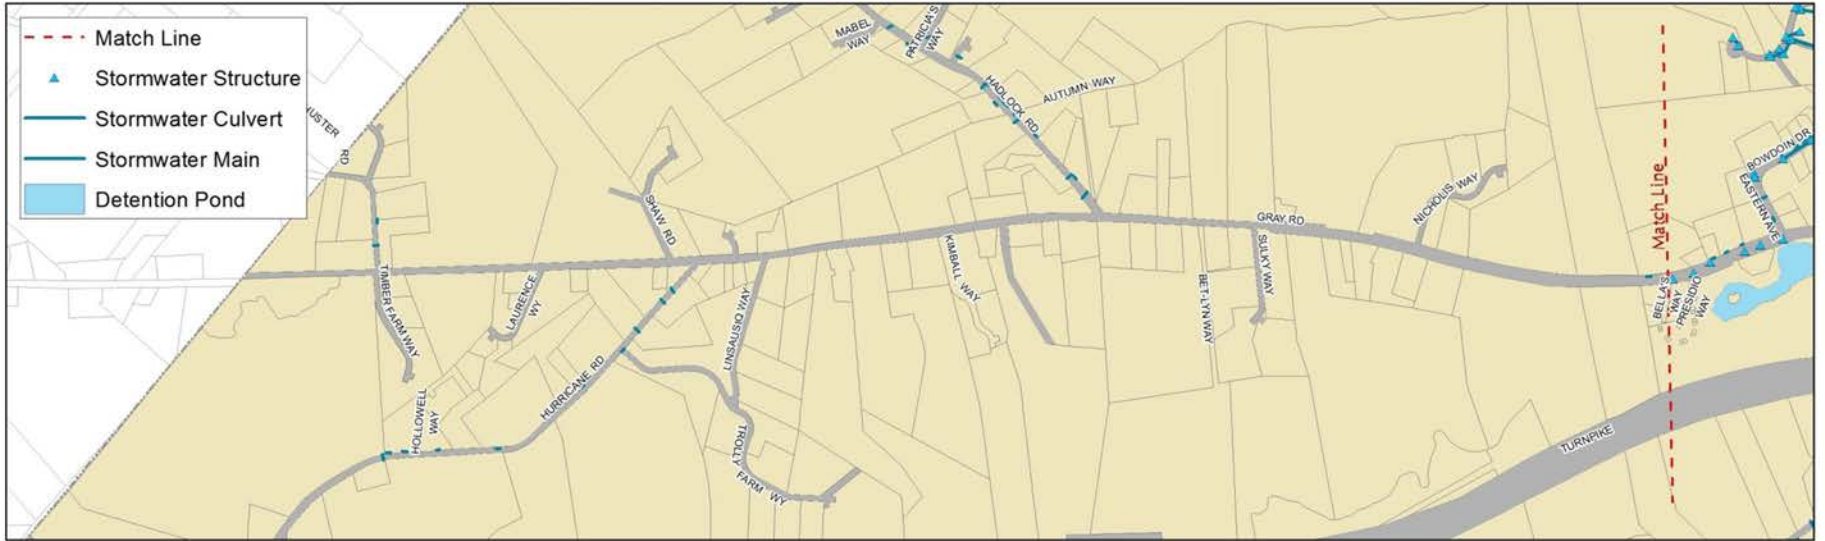 Match Line
Stormwater Structure
Stormwater Culvert
Stormwater Main
Detention Pond
MABEL
WAY
PATRICIA'S
WAY
HADLOCK RD
AUTUMN WAY
RD
SHAW RD
TIMBER FARM WAY
LAURENCE
WY
HOLLOWELL
WAY
HURRICANE RD
LINSAUSIQ WAY
TROLLY
FARM WY
KIMBALL WAY
BET-LYN WAY
SULKY WAY
GRAY RD
NICHOLIS WAY
Match Line
BELLA'S
WAY
PRESIDIO
WAY
EASTERN AVE
BOWDOIN DR
TURNPIKE